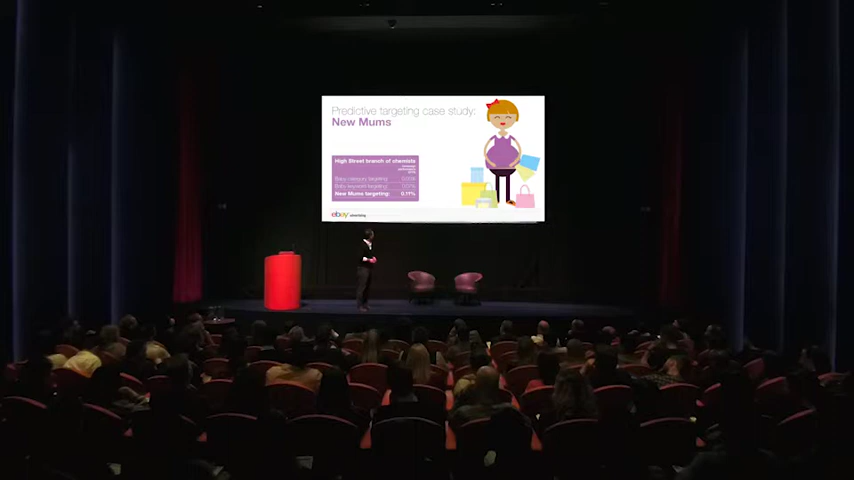 Predictive targeting case study:
New Mums
High Street branch of chemists
Baby category targeting:
Baby keyword targeting:
New Mums targeting: 0.11%
ebay advertising